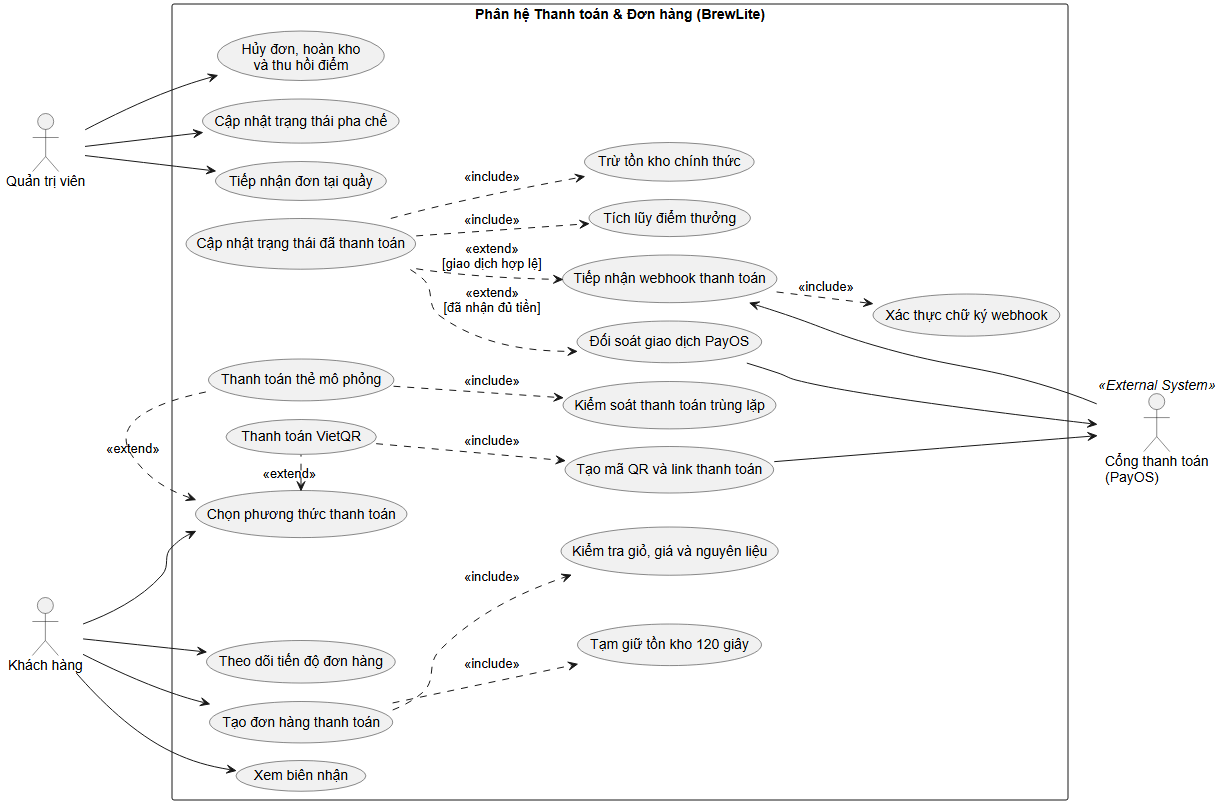 Phân hệ Thanh toán & Đơn hàng (BrewLite)
Hủy đơn, hoàn kho
và thu hồi điểm
Cập nhật trạng thái pha chế
Quản trị viên
Tiếp nhận đơn tại quầy
Trừ tồn kho chính thức
«include»
Tích lũy điểm thưởng
«include»
Cập nhật trạng thái đã thanh toán
«extend»
[giao dịch hợp lệ]
Tiếp nhận webhook thanh toán
«include»
«extend»
[đã nhận đủ tiền]
Xác thực chữ ký webhook
Đối soát giao dịch PayOS
Thanh toán thẻ mô phỏng
«include»
Kiểm soát thanh toán trùng lặp
«External System»
Cổng thanh toán
(PayOS)
Thanh toán VietQR
«include»
«extend»
Tạo mã QR và link thanh toán
«extend»
Chọn phương thức thanh toán
Kiểm tra giỏ, giá và nguyên liệu
«include»
Khách hàng
Theo dõi tiến độ đơn hàng
Tạm giữ tồn kho 120 giây
«include»
Tạo đơn hàng thanh toán
Xem biên nhận